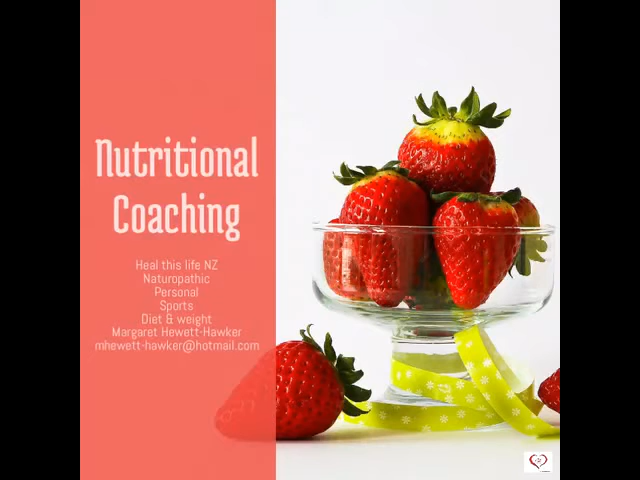 Nutritional
Coaching
Heal this life NZ
Naturopathic
Personal
Sports
Diet & weight
Margaret Hewett-Hawker
mhewett-hawker@hotmail.com